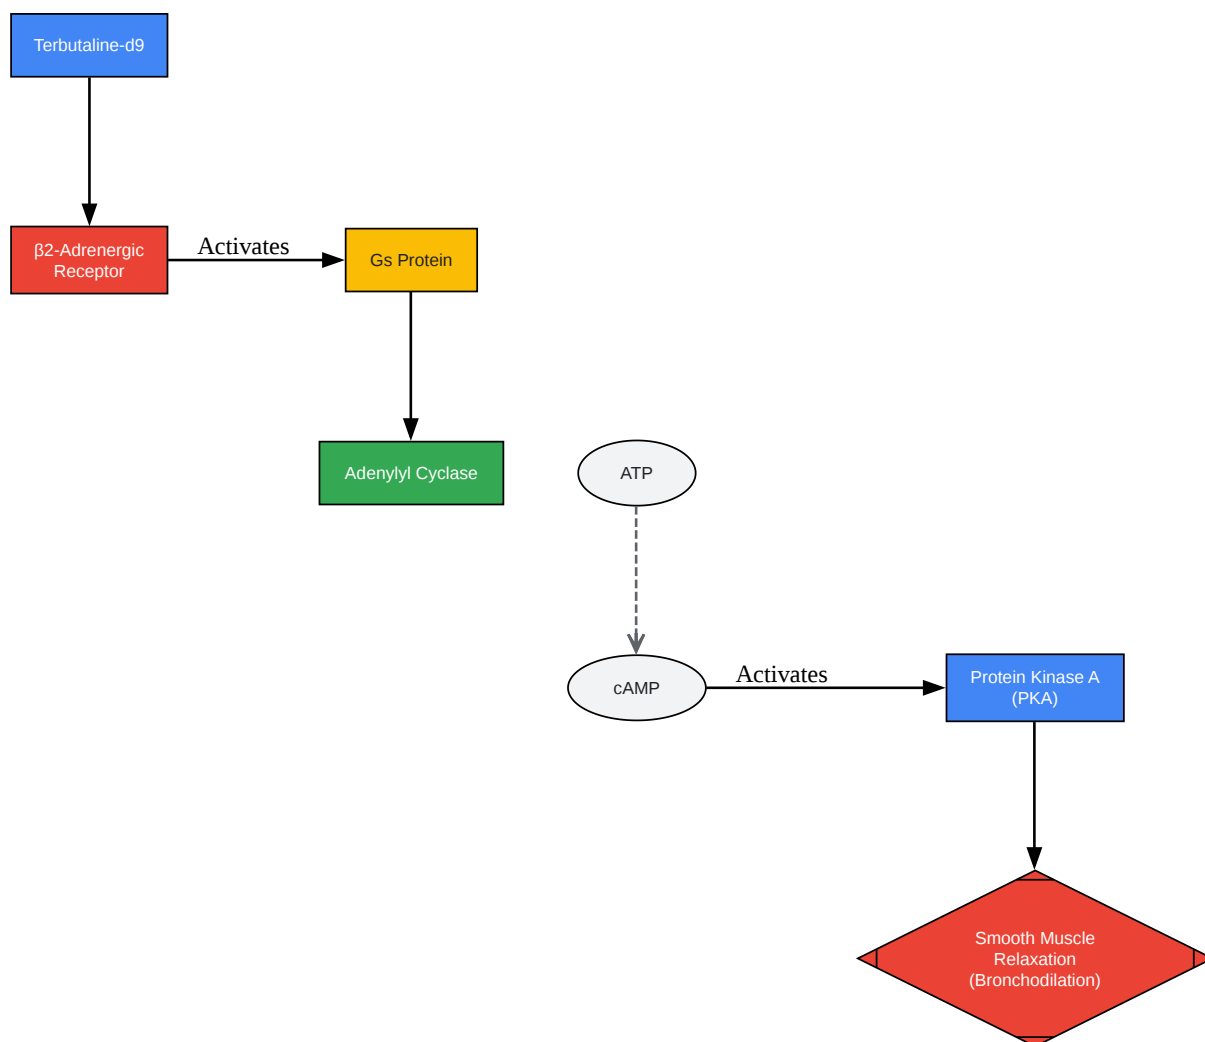 Terbutaline-d9
β2-Adrenergic
Receptor
Activates
Gs Protein
Adenylyl Cyclase
ATP
cAMP
Activates
Protein Kinase A
(PKA)
Smooth Muscle
Relaxation
(Bronchodilation)